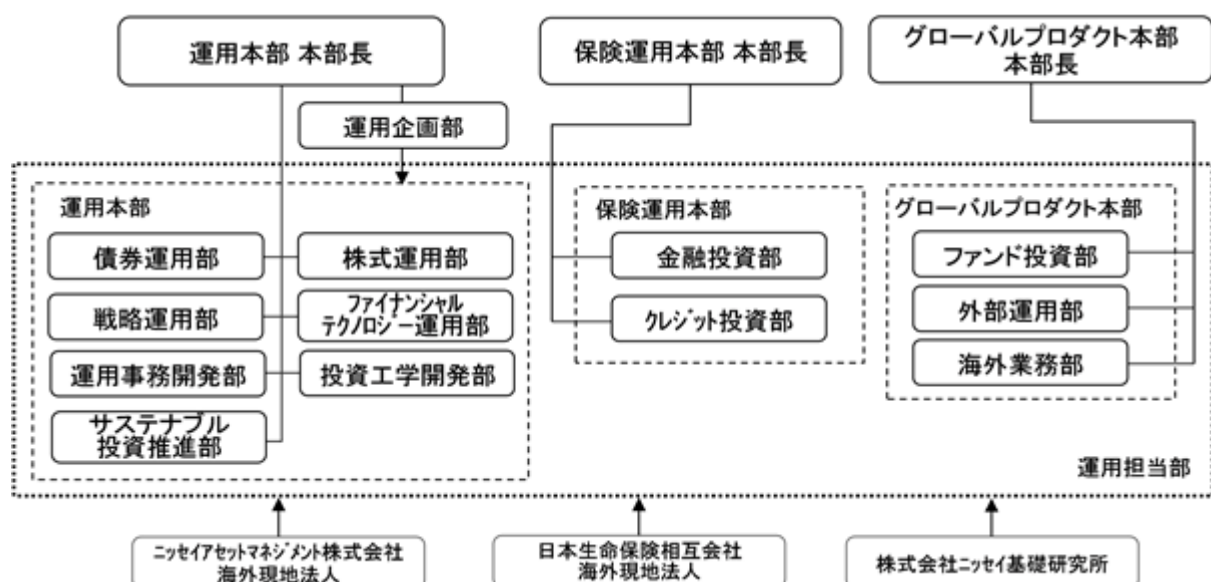 運用本部 本部長
保険運用本部 本部長
グローバルプロダクト本部
本部長
運用企画部
運用本部
債券運用部
株式運用部
戦略運用部
ファイナンシャル
テクノロジー運用部
運用事務開発部
投資工学開発部
サステナブル
投資推進部
保険運用本部
金融投資部
クレジット投資部
グローバルプロダクト本部
ファンド投資部
外部運用部
海外業務部
運用担当部
ニッセイアセットマネジメント株式会社
海外現地法人
日本生命保険相互会社
海外現地法人
株式会社ニッセイ基礎研究所